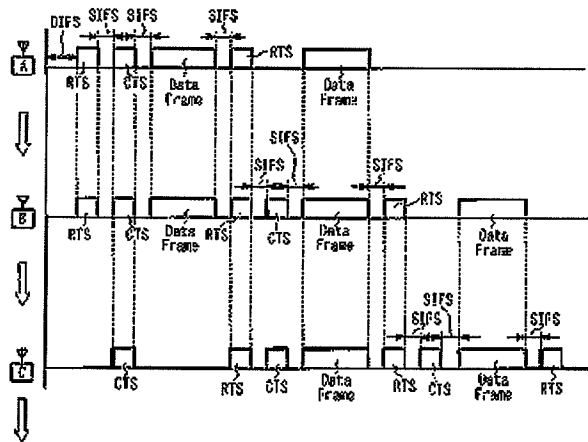 SIFS SIFS SIFS
DIFS
RTS
A
RTS CTS Data Frame Data Frame
SIFS
SIFS SIFS
RTS
B
RTS CTS Data Frame RTS CTS Data Frame Data Frame
SIFS
SIFS SIFS
C
CTS RTS CTS Data Frame RTS CTS Data Frame RTS